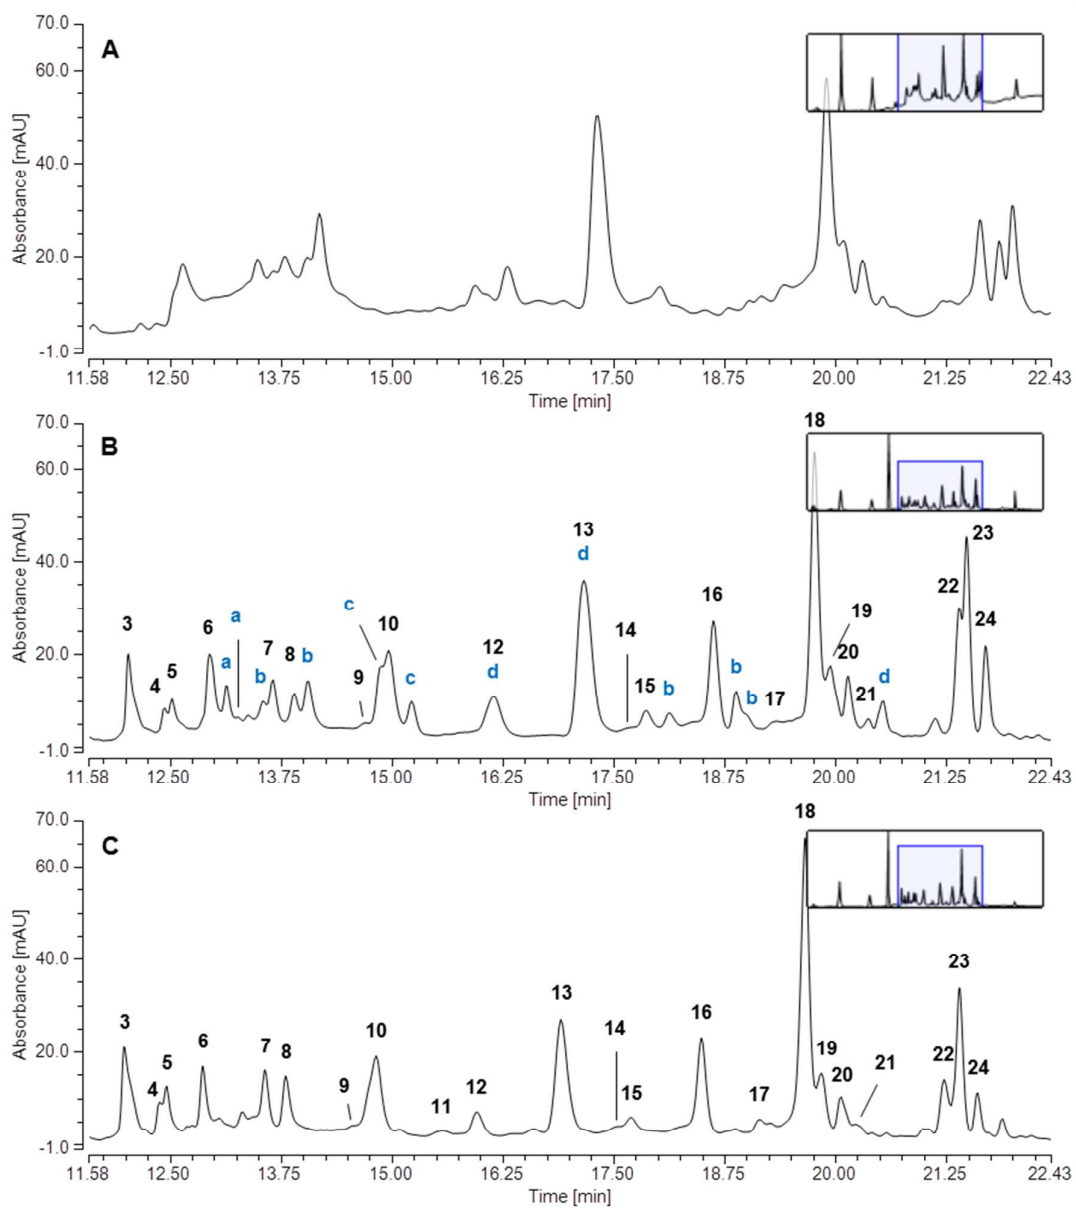 70.0
A
60.0
40.0
20.0
-1.0
Absorbance [mAU]
11.58 12.50 13.75 15.00 16.25 17.50 18.75 20.00 21.25 22.43
Time [min]
70.0
B
18
60.0
40.0
20.0
-1.0
Absorbance [mAU]
3 4 5 6 a a b 7 8 b c 9 10 c 12 d 13 d 14 15 b 16 b b 17 19 20 21 d 22 23 24
11.58 12.50 13.75 15.00 16.25 17.50 18.75 20.00 21.25 22.43
Time [min]
70.0
C
18
60.0
40.0
20.0
-1.0
Absorbance [mAU]
3 4 5 6 7 8 9 10 11 12 13 14 15 16 17 19 20 21 22 23 24
11.58 12.50 13.75 15.00 16.25 17.50 18.75 20.00 21.25 22.43
Time [min]